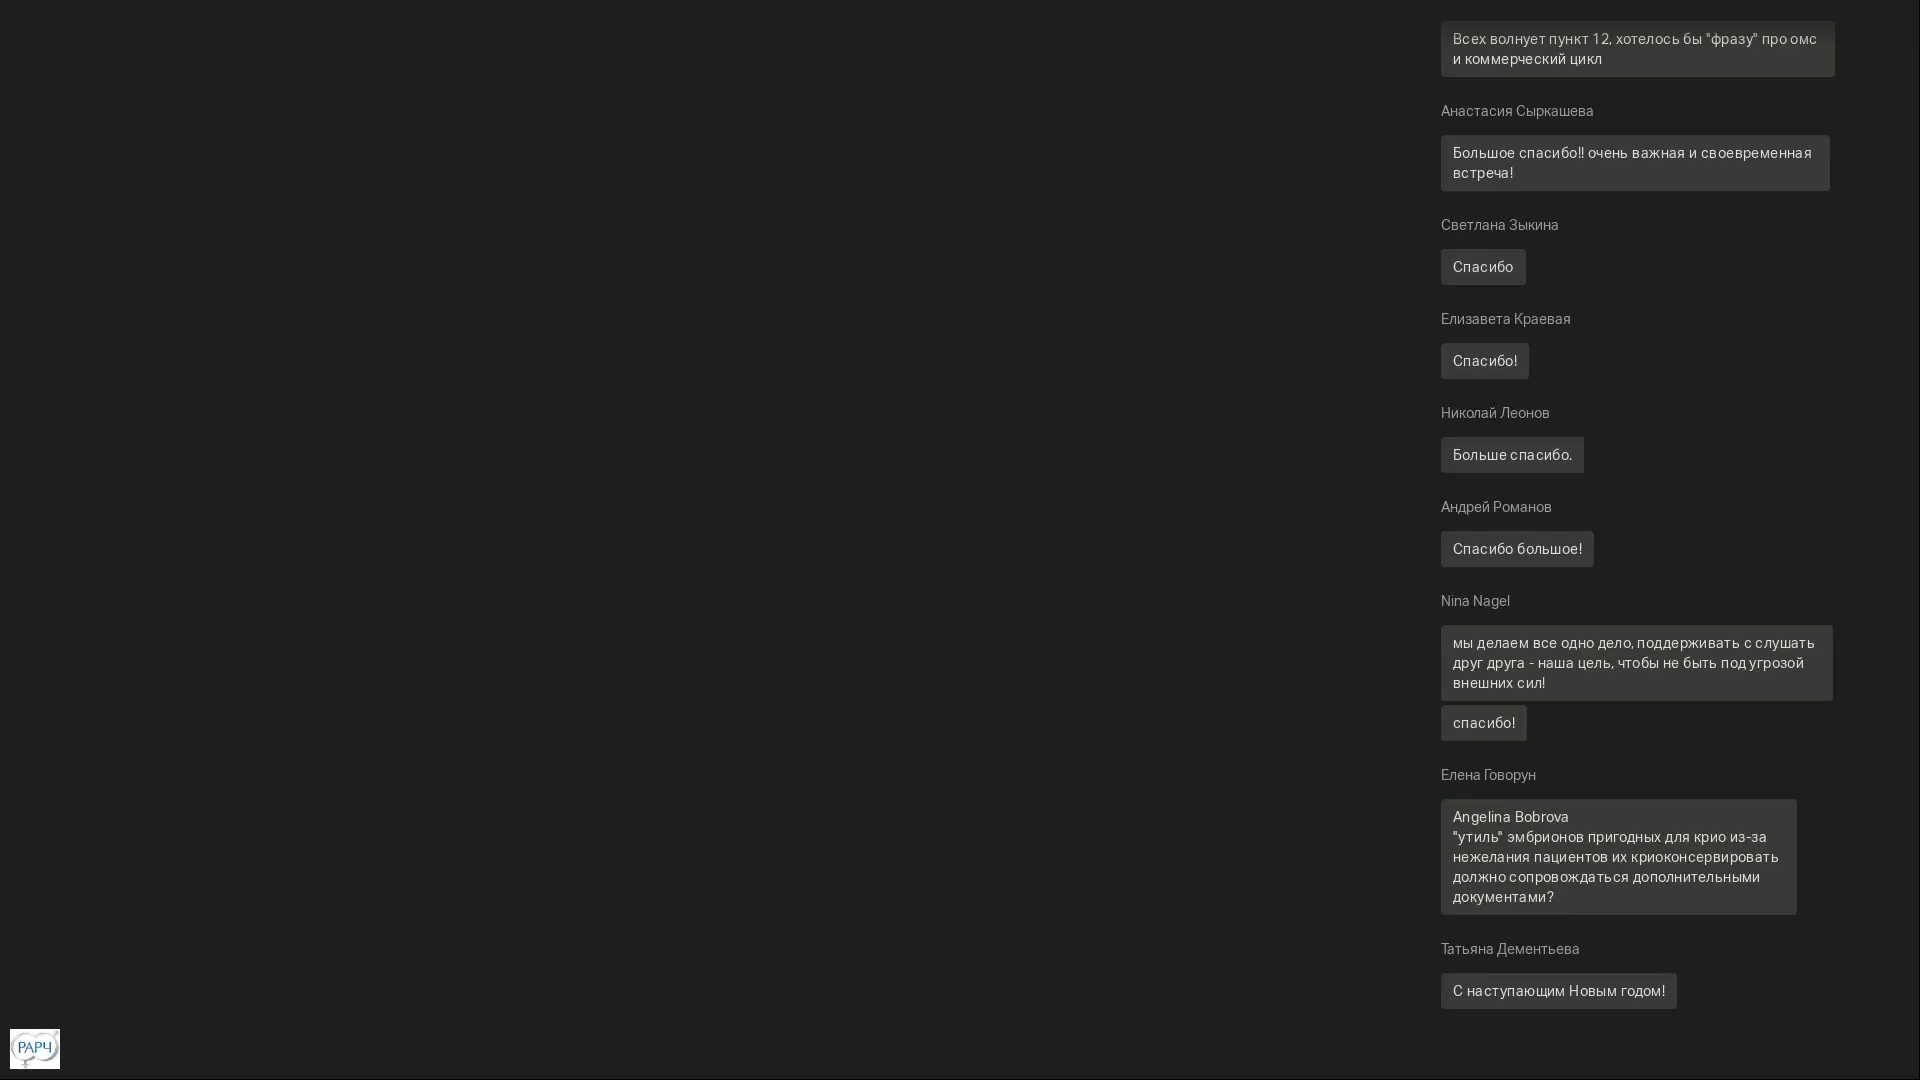 Всех волнует пункт 12, хотелось бы "фразу" про омс
и коммерческий цикл
Анастасия Сыркашева
Большое спасибо!! очень важная и своевременная
встреча!
Светлана Зыкина
Спасибо
Елизавета Краевая
Спасибо!
Николай Леонов
Больше спасибо.
Андрей Романов
Спасибо большое!
Nina Nagel
мы делаем все одно дело, поддерживать с слушать
друг друга - наша цель, чтобы не быть под угрозой
внешних сил!
спасибо!
Елена Говорун
Angelina Bobrova
"утиль" эмбрионов пригодных для крио из-за
нежелания пациентов их криоконсервировать
должно сопровождаться дополнительными
документами?
Татьяна Дементьева
С наступающим Новым годом!
РАРЧ